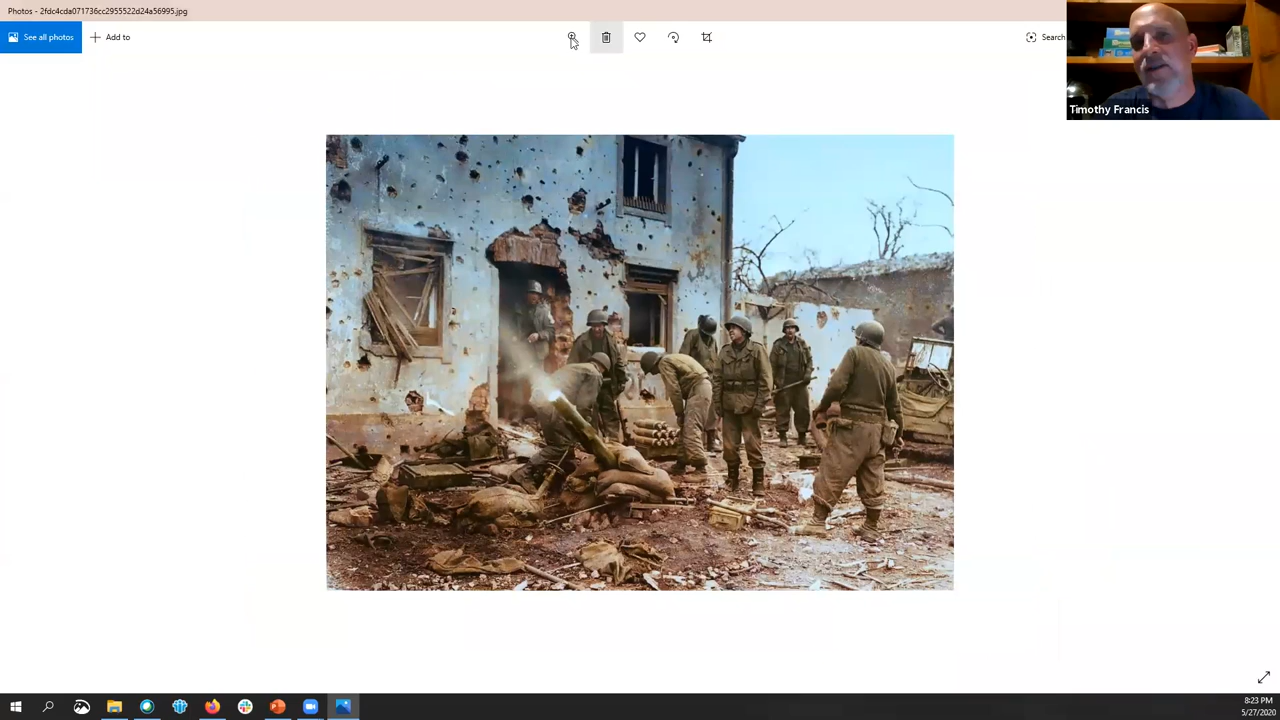 Photos - 2fdc4cda071736cc2955522d24a56995.jpg
See all photos
Add to
Search
Timothy Francis
8:23 PM
5/27/2020